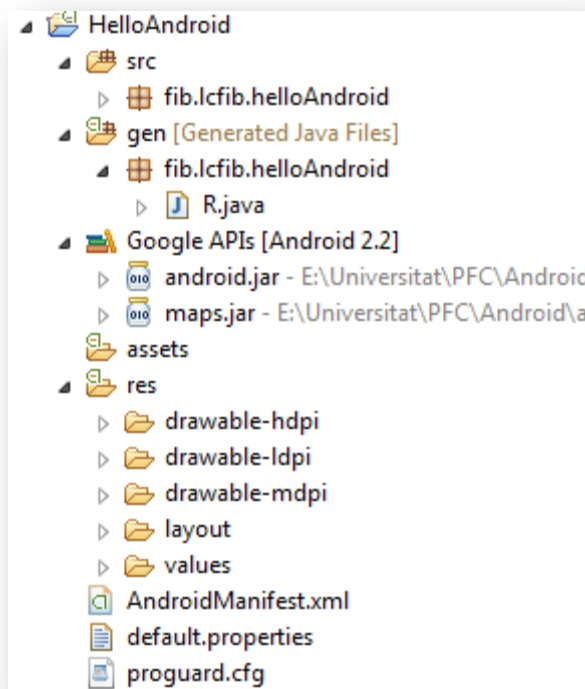 HelloAndroid
src
fib.lcfib.helloAndroid
gen [Generated Java Files]
fib.lcfib.helloAndroid
R.java
Google APIs [Android 2.2]
android.jar - E:\Universitat\PFC\Android
maps.jar - E:\Universitat\PFC\Android\a
assets
res
drawable-hdpi
drawable-ldpi
drawable-mdpi
layout
values
AndroidManifest.xml
default.properties
proguard.cfg